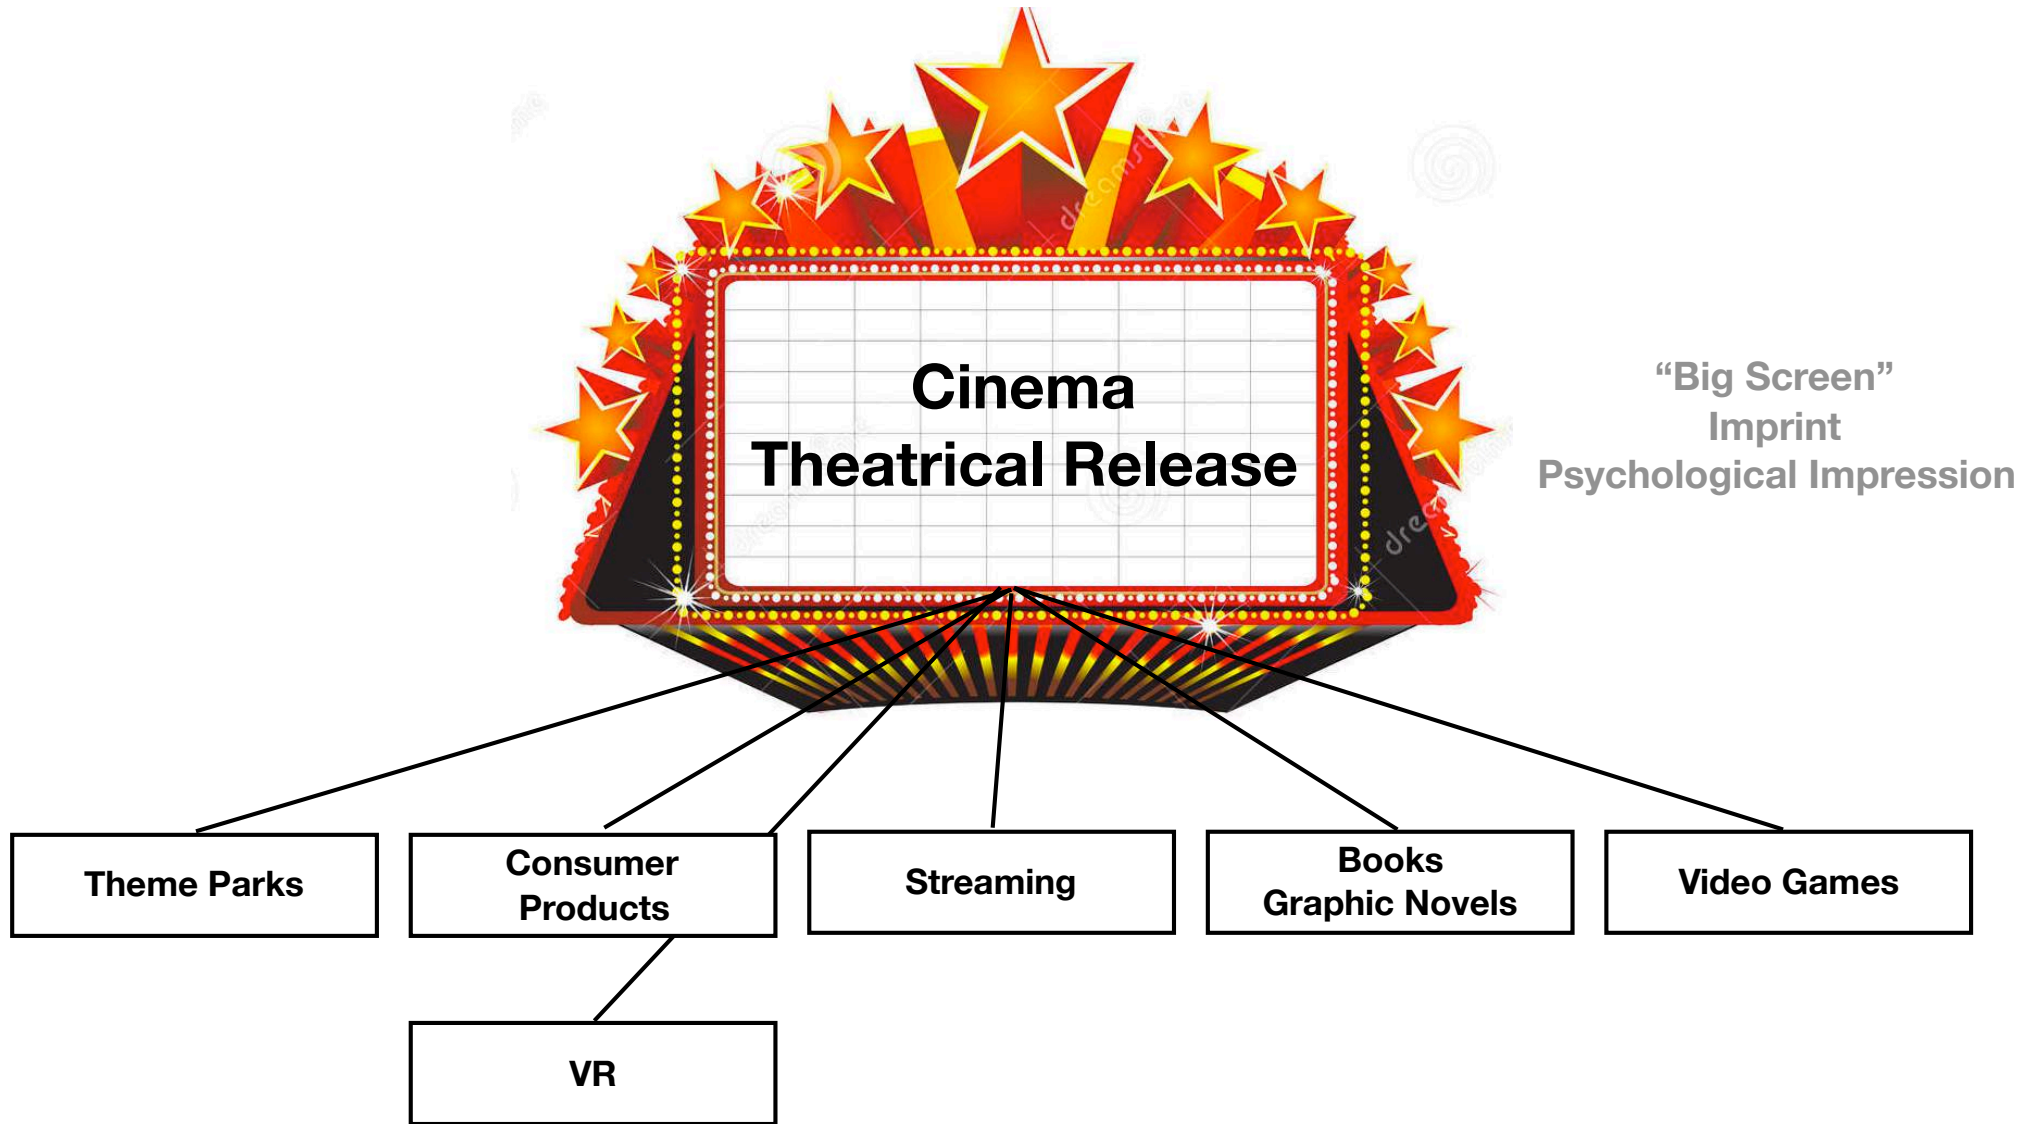 Cinema
Theatrical Release
“Big Screen”
Imprint
Psychological Impression
Theme Parks
Consumer
Products
Streaming
Books
Graphic Novels
Video Games
VR
dreamstime